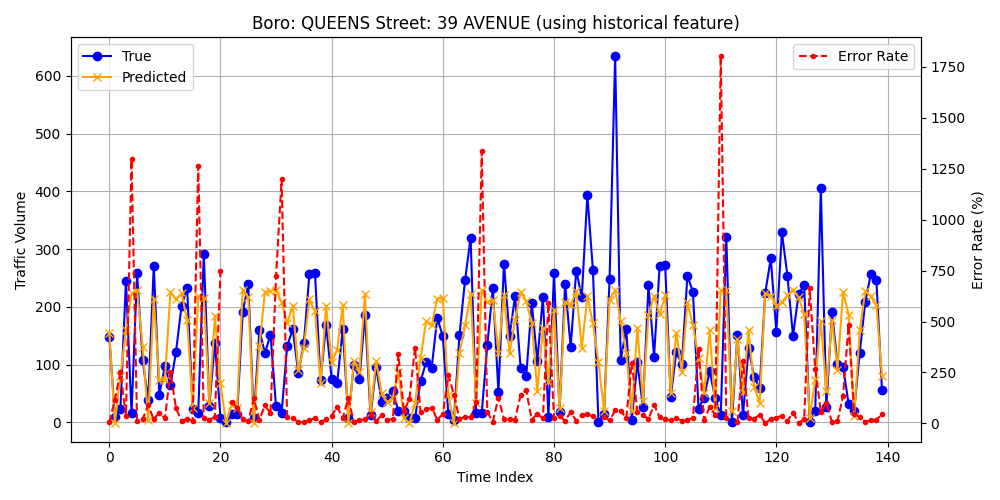 Boro: QUEENS Street: 39 AVENUE (using historical feature)
True
Predicted
Error Rate
Traffic Volume
600
500
400
300
200
100
0
1750
1500
1250
1000
750
500
250
0
Error Rate (%)
0 20 40 60 80 100 120 140
Time Index